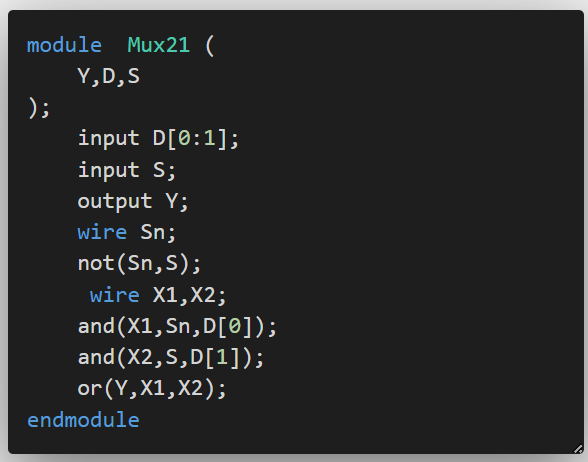 module  Mux21 (
    Y,D,S
);
    input D[0:1];
    input S;
    output Y;
    wire Sn;
    not(Sn,S);
     wire X1,X2;
    and(X1,Sn,D[0]);
    and(X2,S,D[1]);
    or(Y,X1,X2);
endmodule